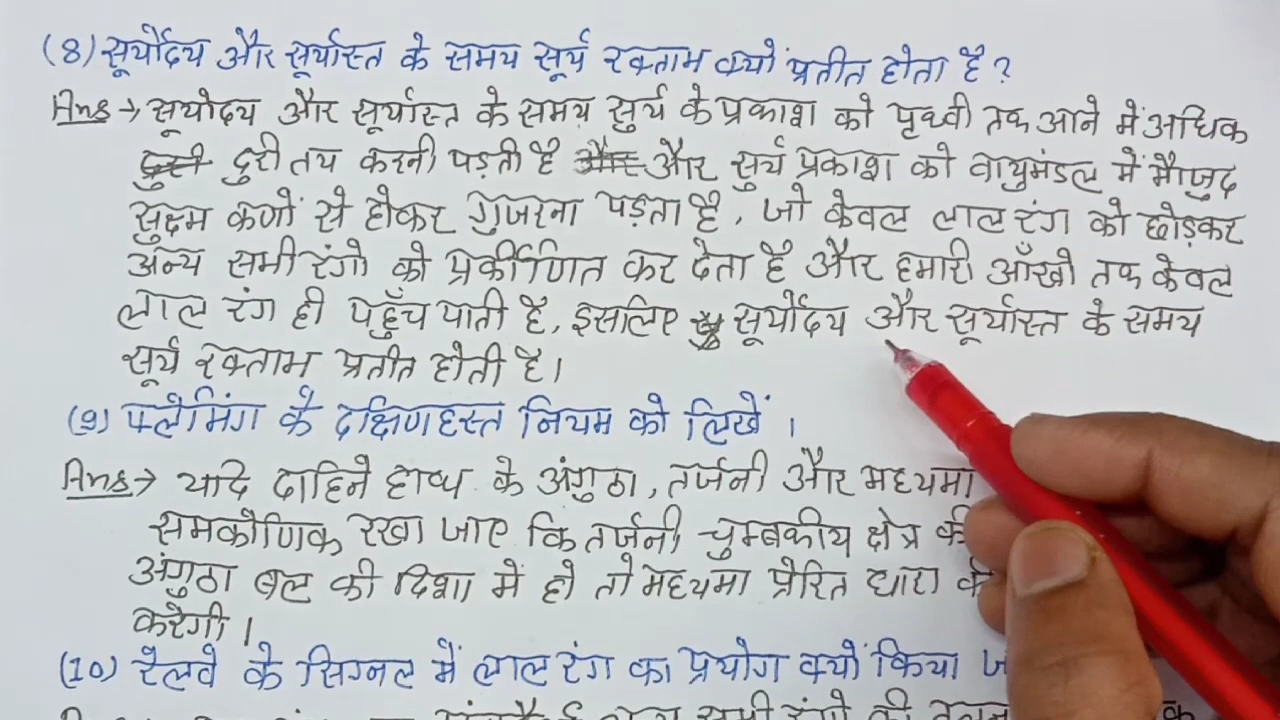 (8) सूर्योदय और सूर्यास्त के समय सूर्य रक्ताभ क्यों प्रतीत होता है?
Ans → सूर्योदय और सूर्यास्त के समय सुर्य के प्रकाश को पृथ्वी तक आने में अधिक
दुरी तय करनी पड़ती है और सुर्य प्रकाश को वायुमंडल में मौजुद
सुक्ष्म कणों से होकर गुजरना पड़ता है, जो केवल लाल रंग को छोड़कर
अन्य सभी रंगो को प्रकीर्णित कर देता है और हमारी आँखो तक केवल
लाल रंग ही पहुँच पाती है, इसलिए सूर्योदय और सूर्यास्त के समय
सूर्य रक्ताभ प्रतीत होती है।
(9) फ्लेमिंग के दक्षिणहस्त नियम को लिखें ।
Ans → यदि दाहिने हाथ के अंगुठा, तर्जनी और मध्यमा
समकोणिक रखा जाए कि तर्जनी चुम्बकीय क्षेत्र की
अंगुठा बल की दिशा में हो तो मध्यमा प्रेरित धारा
करेगी ।
(10) रेलवे के सिग्नल में लाल रंग का प्रयोग क्यों किया